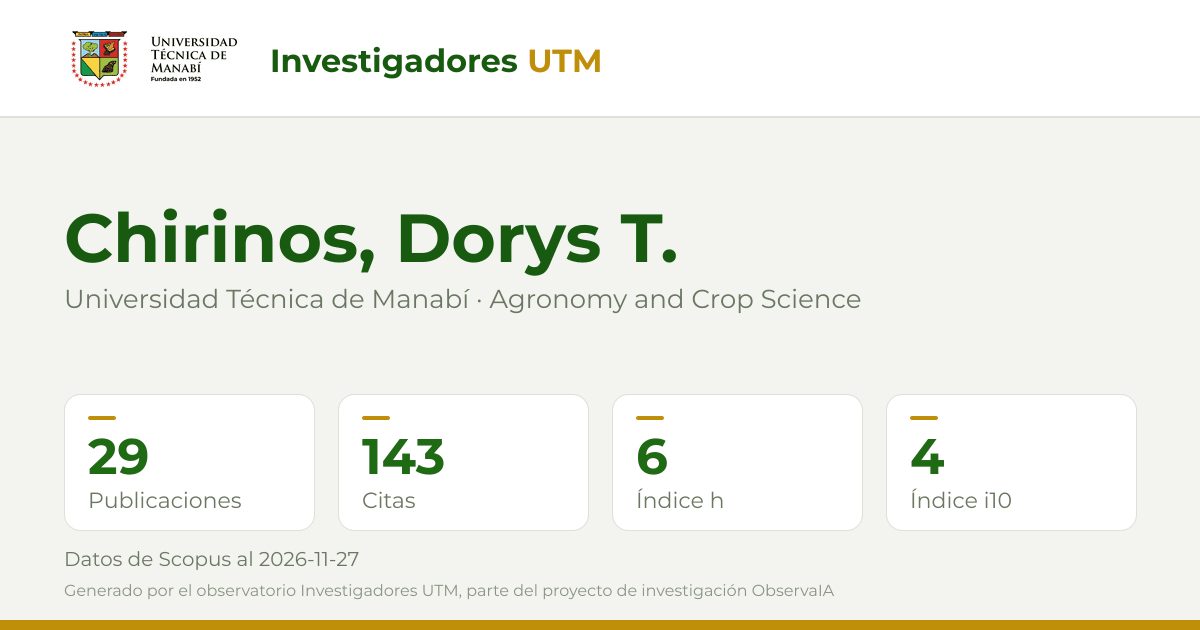 UNIVERSIDAD
TÉCNICA DE
MANABÍ
Fundada en 1952
Investigadores UTM
Chirinos, Dorys T.
Universidad Técnica de Manabí · Agronomy and Crop Science
29
Publicaciones
143
Citas
6
Índice h
4
Índice i10
Datos de Scopus al 2026-11-27
Generado por el observatorio Investigadores UTM, parte del proyecto de investigación ObservaIA